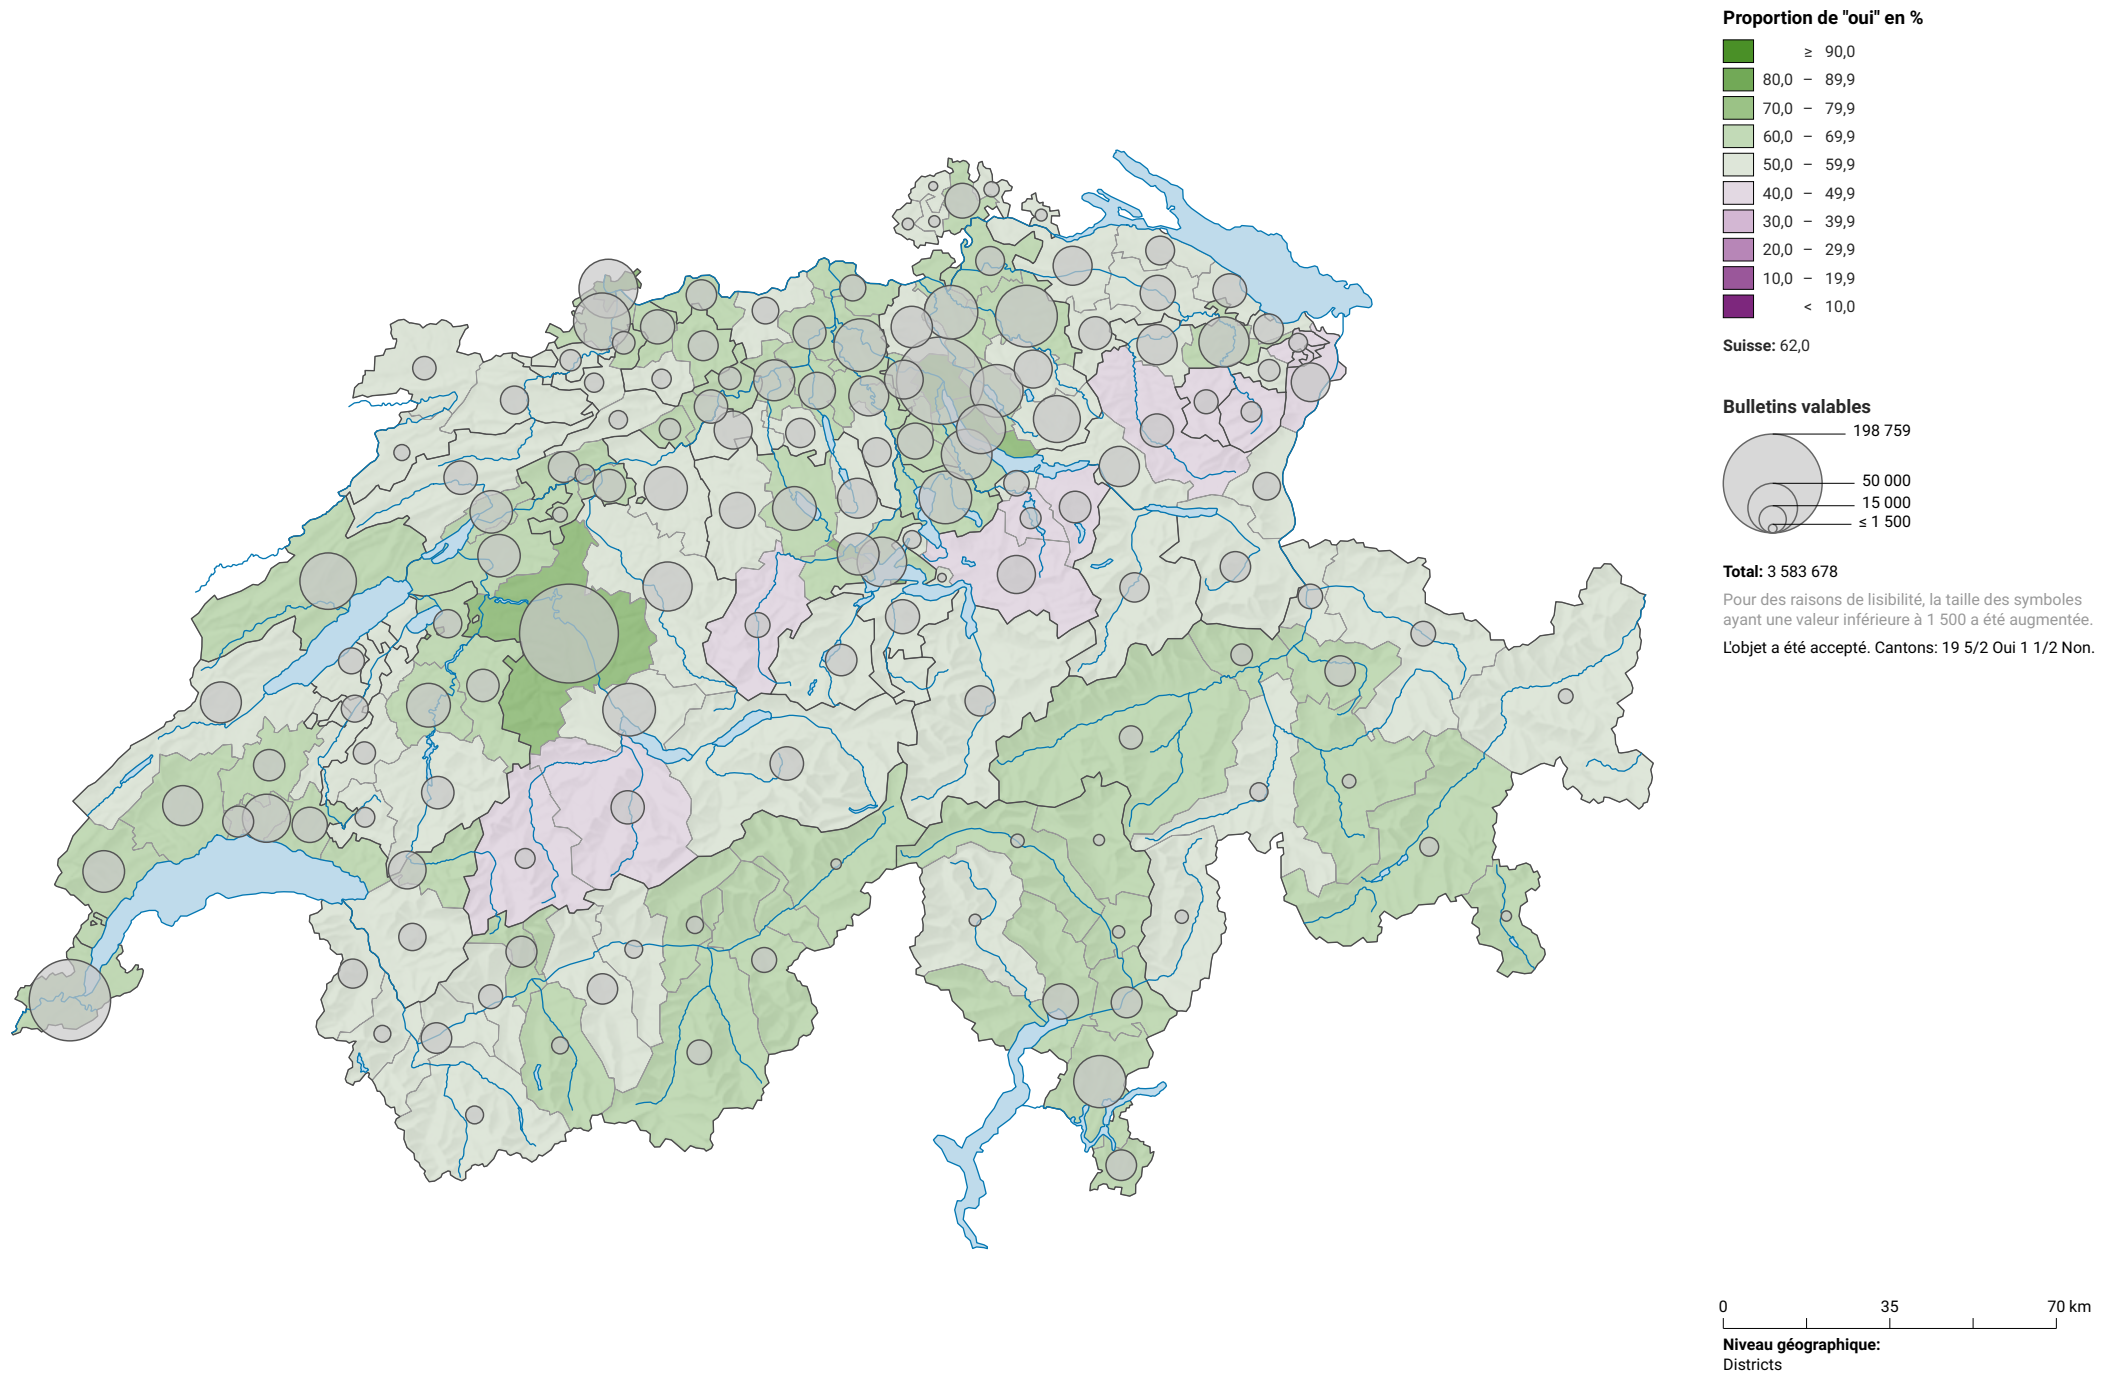 Proportion de "oui" en %
≥ 90,0
80,0 – 89,9
70,0 – 79,9
60,0 – 69,9
50,0 – 59,9
40,0 – 49,9
30,0 – 39,9
20,0 – 29,9
10,0 – 19,9
< 10,0
Suisse: 62,0
Bulletins valables
198 759
50 000
15 000
≤ 1 500
Total: 3 583 678
Pour des raisons de lisibilité, la taille des symboles
ayant une valeur inférieure à 1 500 a été augmentée.
L'objet a été accepté. Cantons: 19 5/2 Oui 1 1/2 Non.
0 35 70 km
Niveau géographique:
Districts